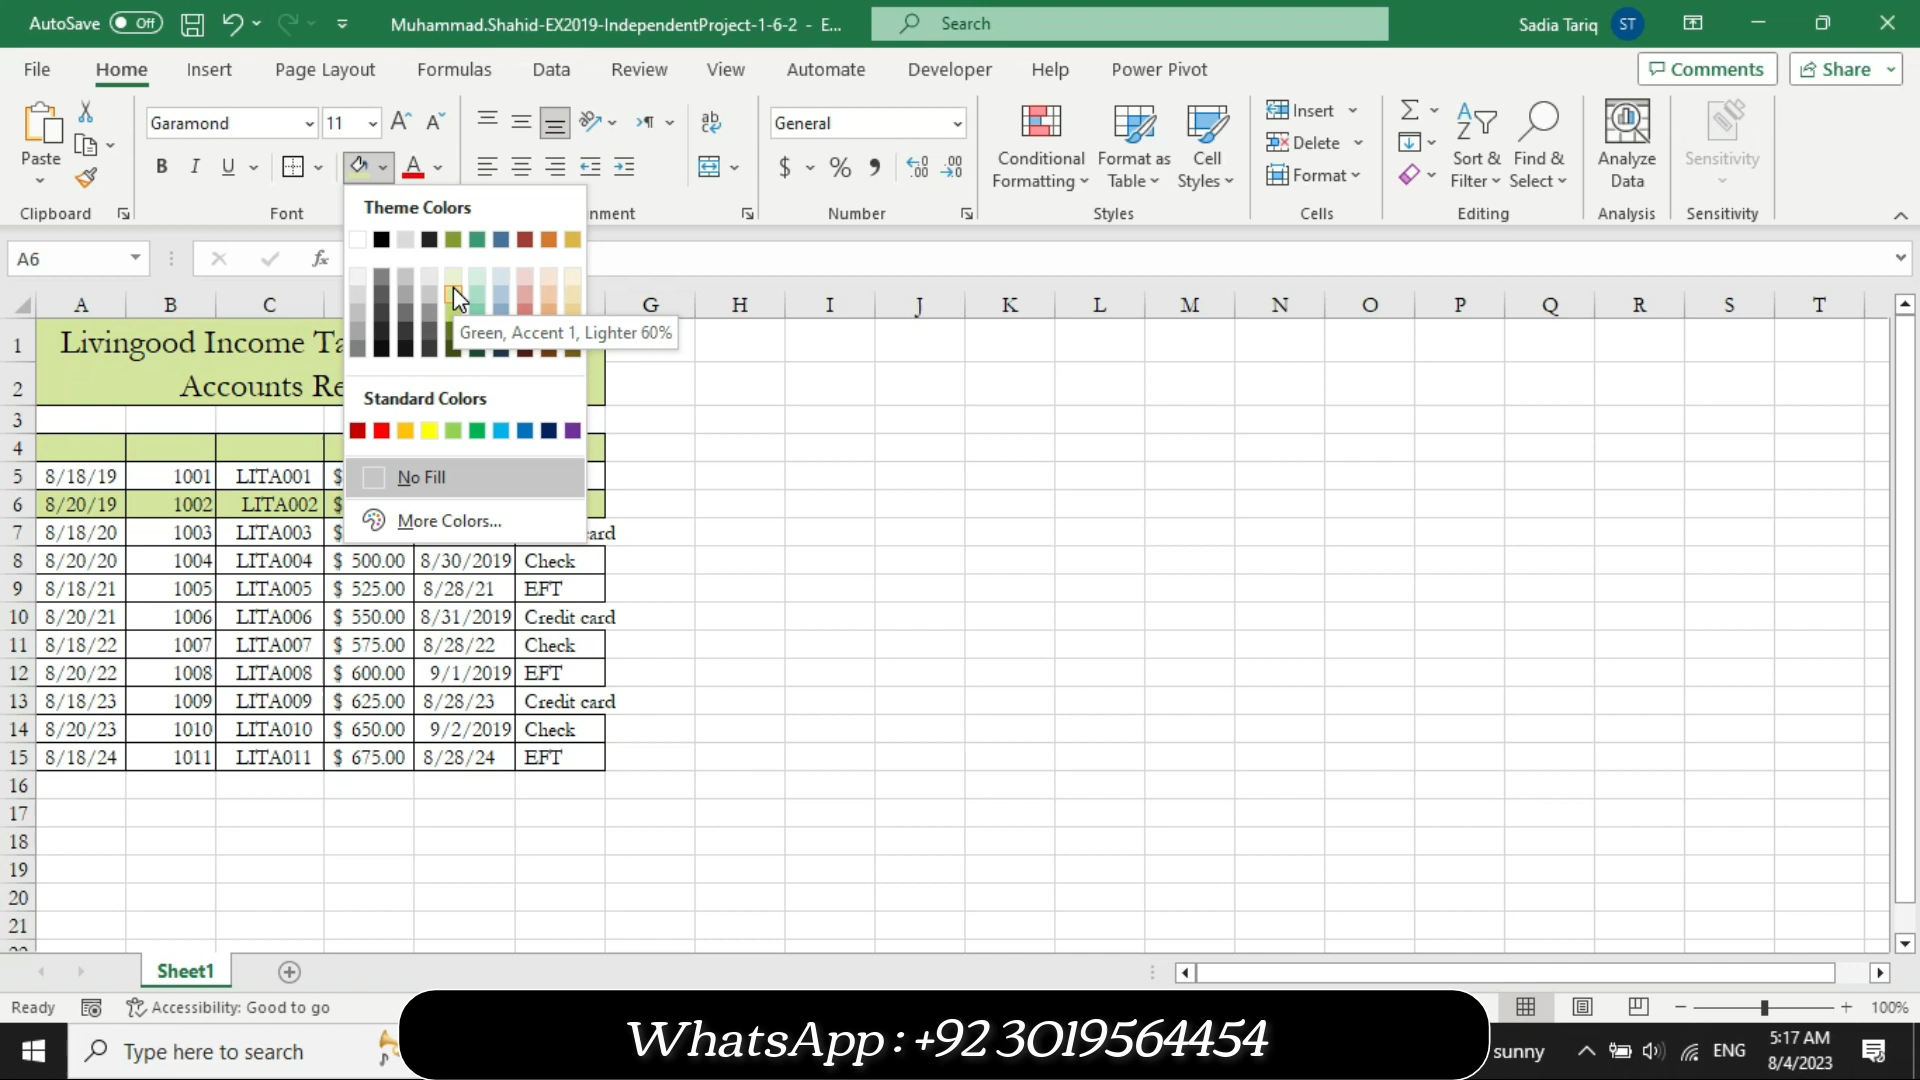 AutoSave Off Muhammad.Shahid-EX2019-IndependentProject-1-6-2 - E... Search Sadia Tariq ST
File Home Insert Page Layout Formulas Data Review View Automate Developer Help Power Pivot Comments Share
Garamond 11 General
Paste Conditional Formatting Format as Table Cell Styles Insert Delete Format Sort & Filter Find & Select Analyze Data Sensitivity
Clipboard Font nment Number Styles Cells Editing Analysis Sensitivity
Theme Colors
A6 fx
A B C G H I J K L M N O P Q R S T
Green, Accent 1, Lighter 60%
1 Livingood Income Ta
2 Accounts Re
Standard Colors
3
4
5 8/18/19 1001 LITA001 $
No Fill
6 8/20/19 1002 LITA002 $
More Colors...
7 8/18/20 1003 LITA003 $ ard
8 8/20/20 1004 LITA004 $ 500.00 8/30/2019 Check
9 8/18/21 1005 LITA005 $ 525.00 8/28/21 EFT
10 8/20/21 1006 LITA006 $ 550.00 8/31/2019 Credit card
11 8/18/22 1007 LITA007 $ 575.00 8/28/22 Check
12 8/20/22 1008 LITA008 $ 600.00 9/1/2019 EFT
13 8/18/23 1009 LITA009 $ 625.00 8/28/23 Credit card
14 8/20/23 1010 LITA010 $ 650.00 9/2/2019 Check
15 8/18/24 1011 LITA011 $ 675.00 8/28/24 EFT
16
17
18
19
20
21
Sheet1
Ready Accessibility: Good to go 100%
WhatsApp : +92 3019564454
Type here to search sunny ENG 5:17 AM
8/4/2023